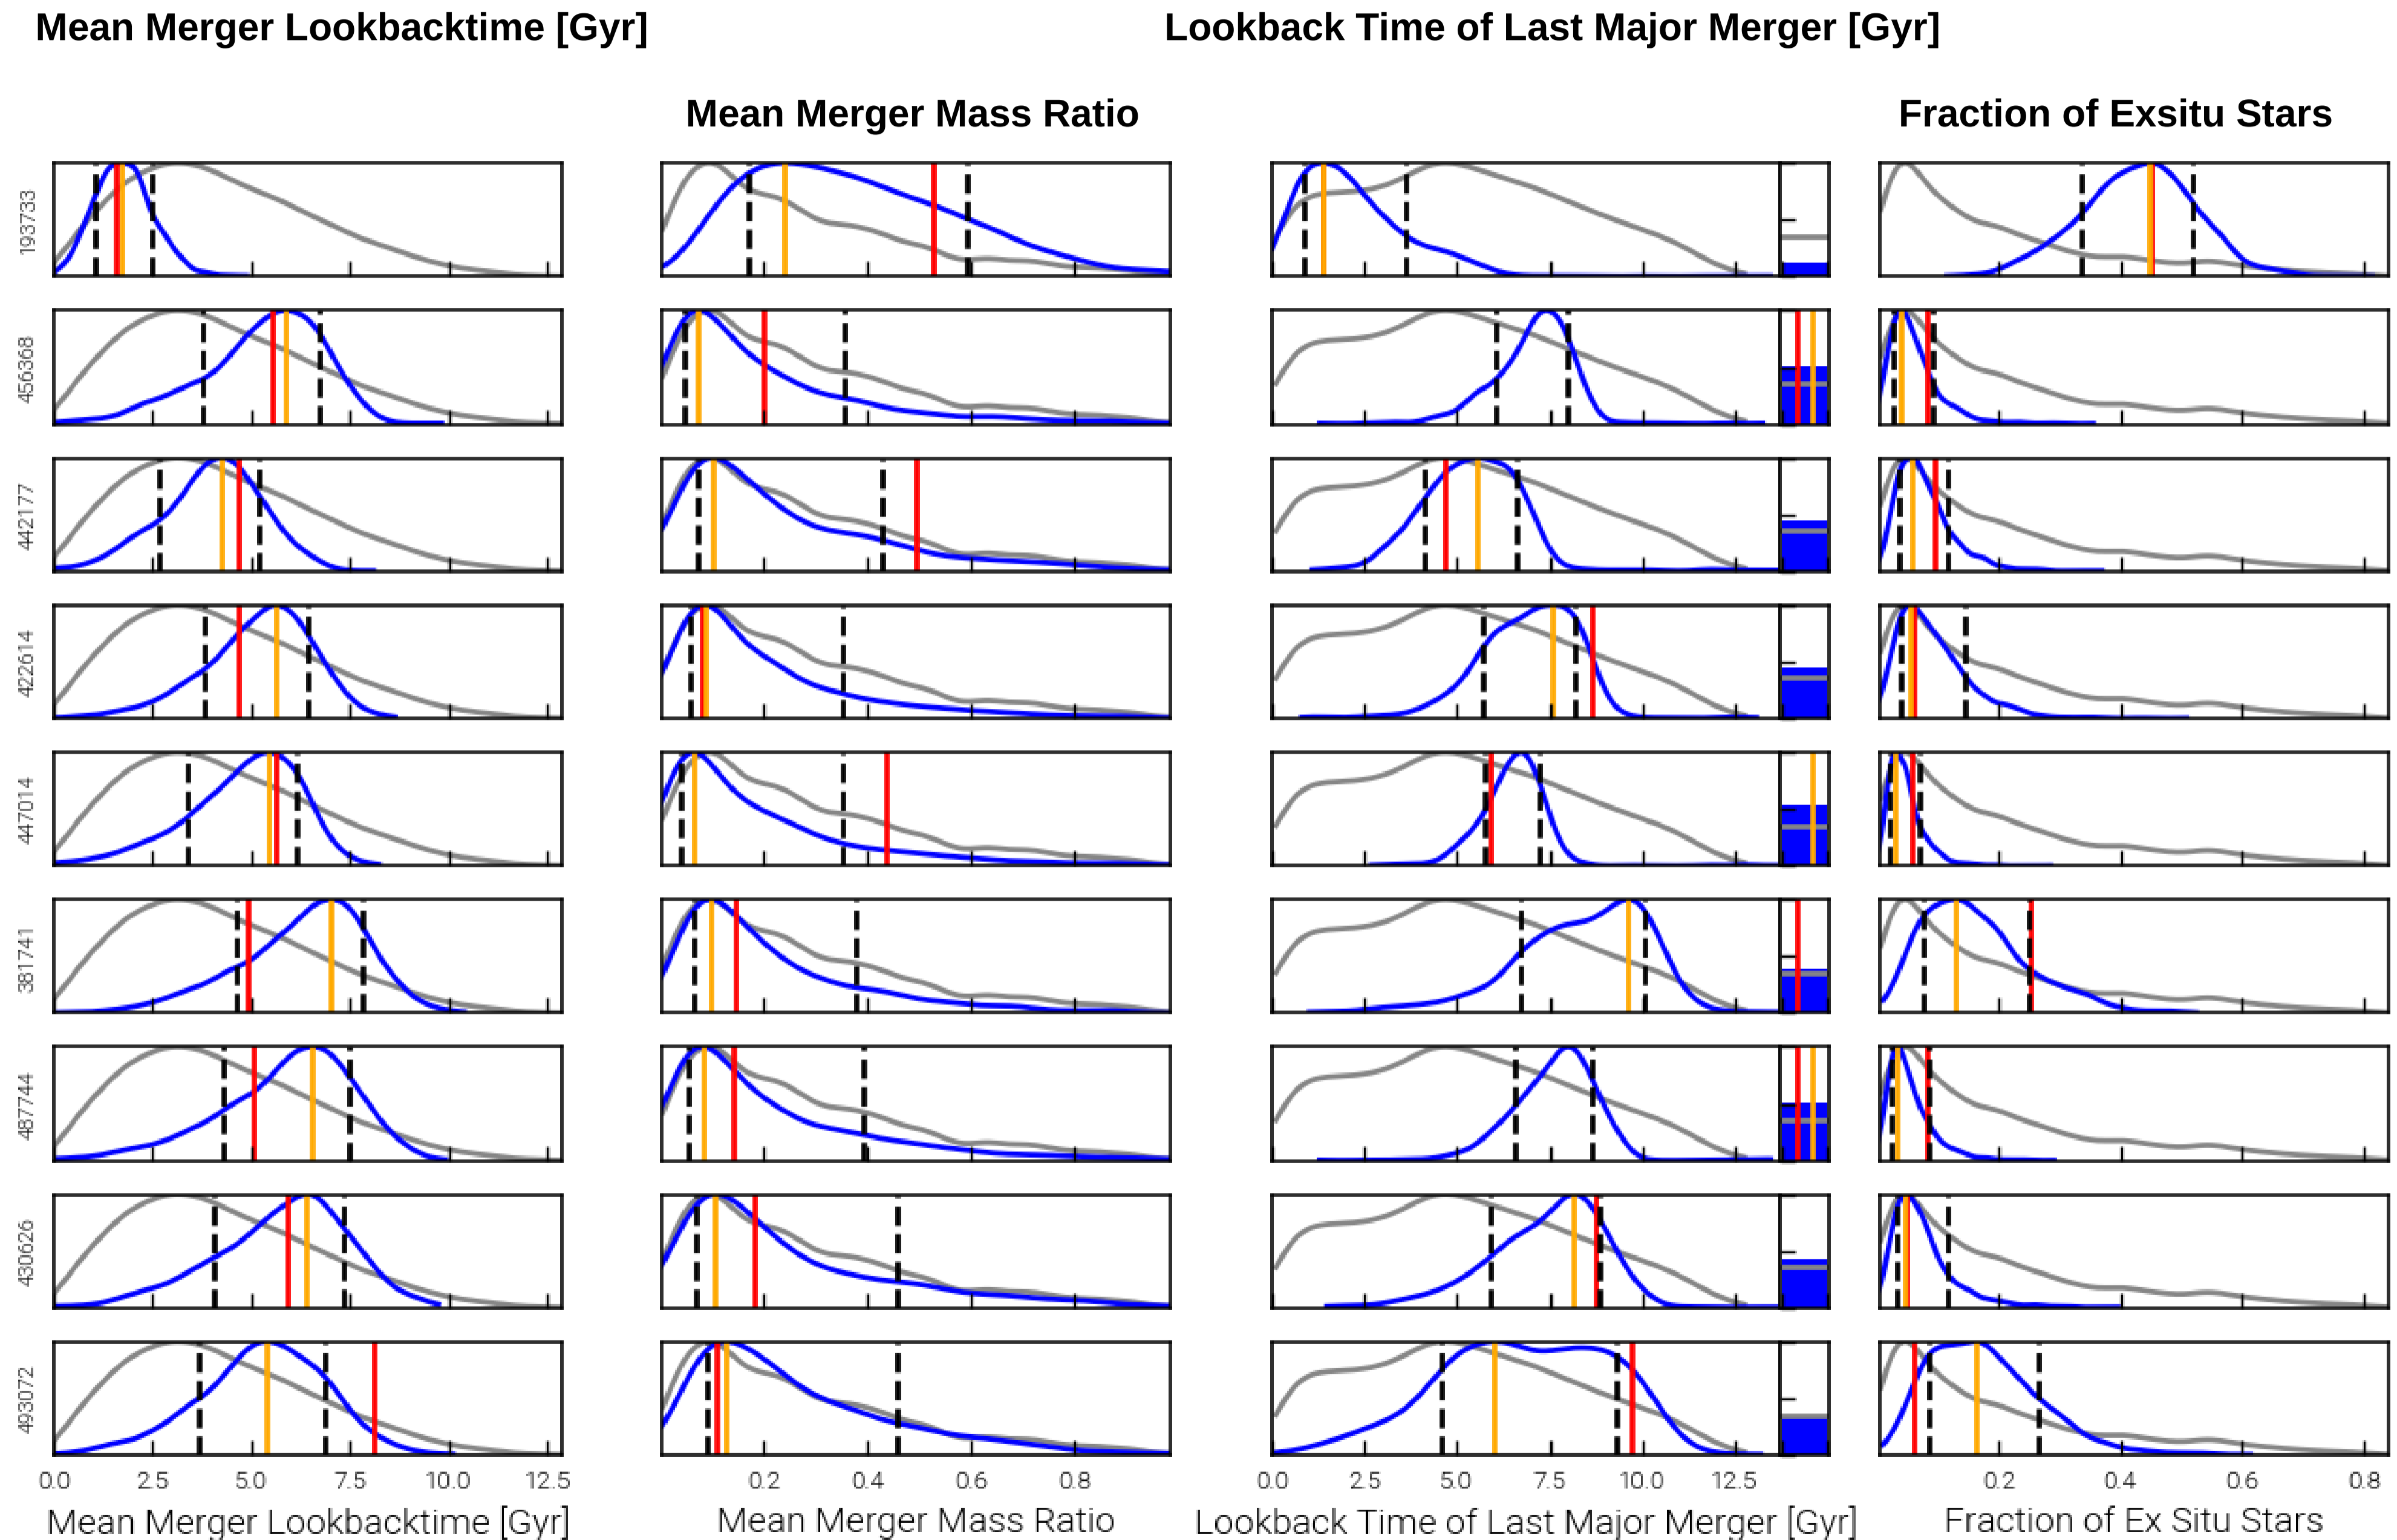 Mean Merger Lookbacktime [Gyr]
Lookback Time of Last Major Merger [Gyr]
Mean Merger Mass Ratio
Fraction of Exsitu Stars
193733
456368
442177
422614
447014
381741
487744
430626
493072
0.0 2.5 5.0 7.5 10.0 12.5
0.2 0.4 0.6 0.8
0.0 2.5 5.0 7.5 10.0 12.5
0.2 0.4 0.6 0.8
Mean Merger Lookbacktime [Gyr]
Mean Merger Mass Ratio
Lookback Time of Last Major Merger [Gyr]
Fraction of Ex Situ Stars